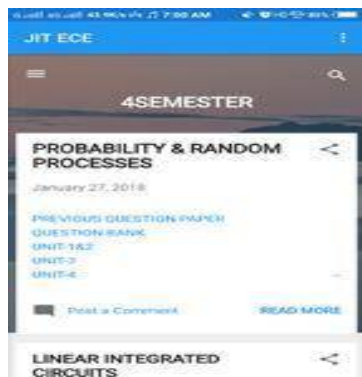 7:00 AM
JIT ECE
4SEMESTER
PROBABILITY & RANDOM
PROCESSES
January 27, 2018
PREVIOUS QUESTION PAPER
QUESTION BANK
UNIT-1&2
UNIT-3
UNIT-4
Post a Comment
READ MORE
LINEAR INTEGRATED
CIRCUITS